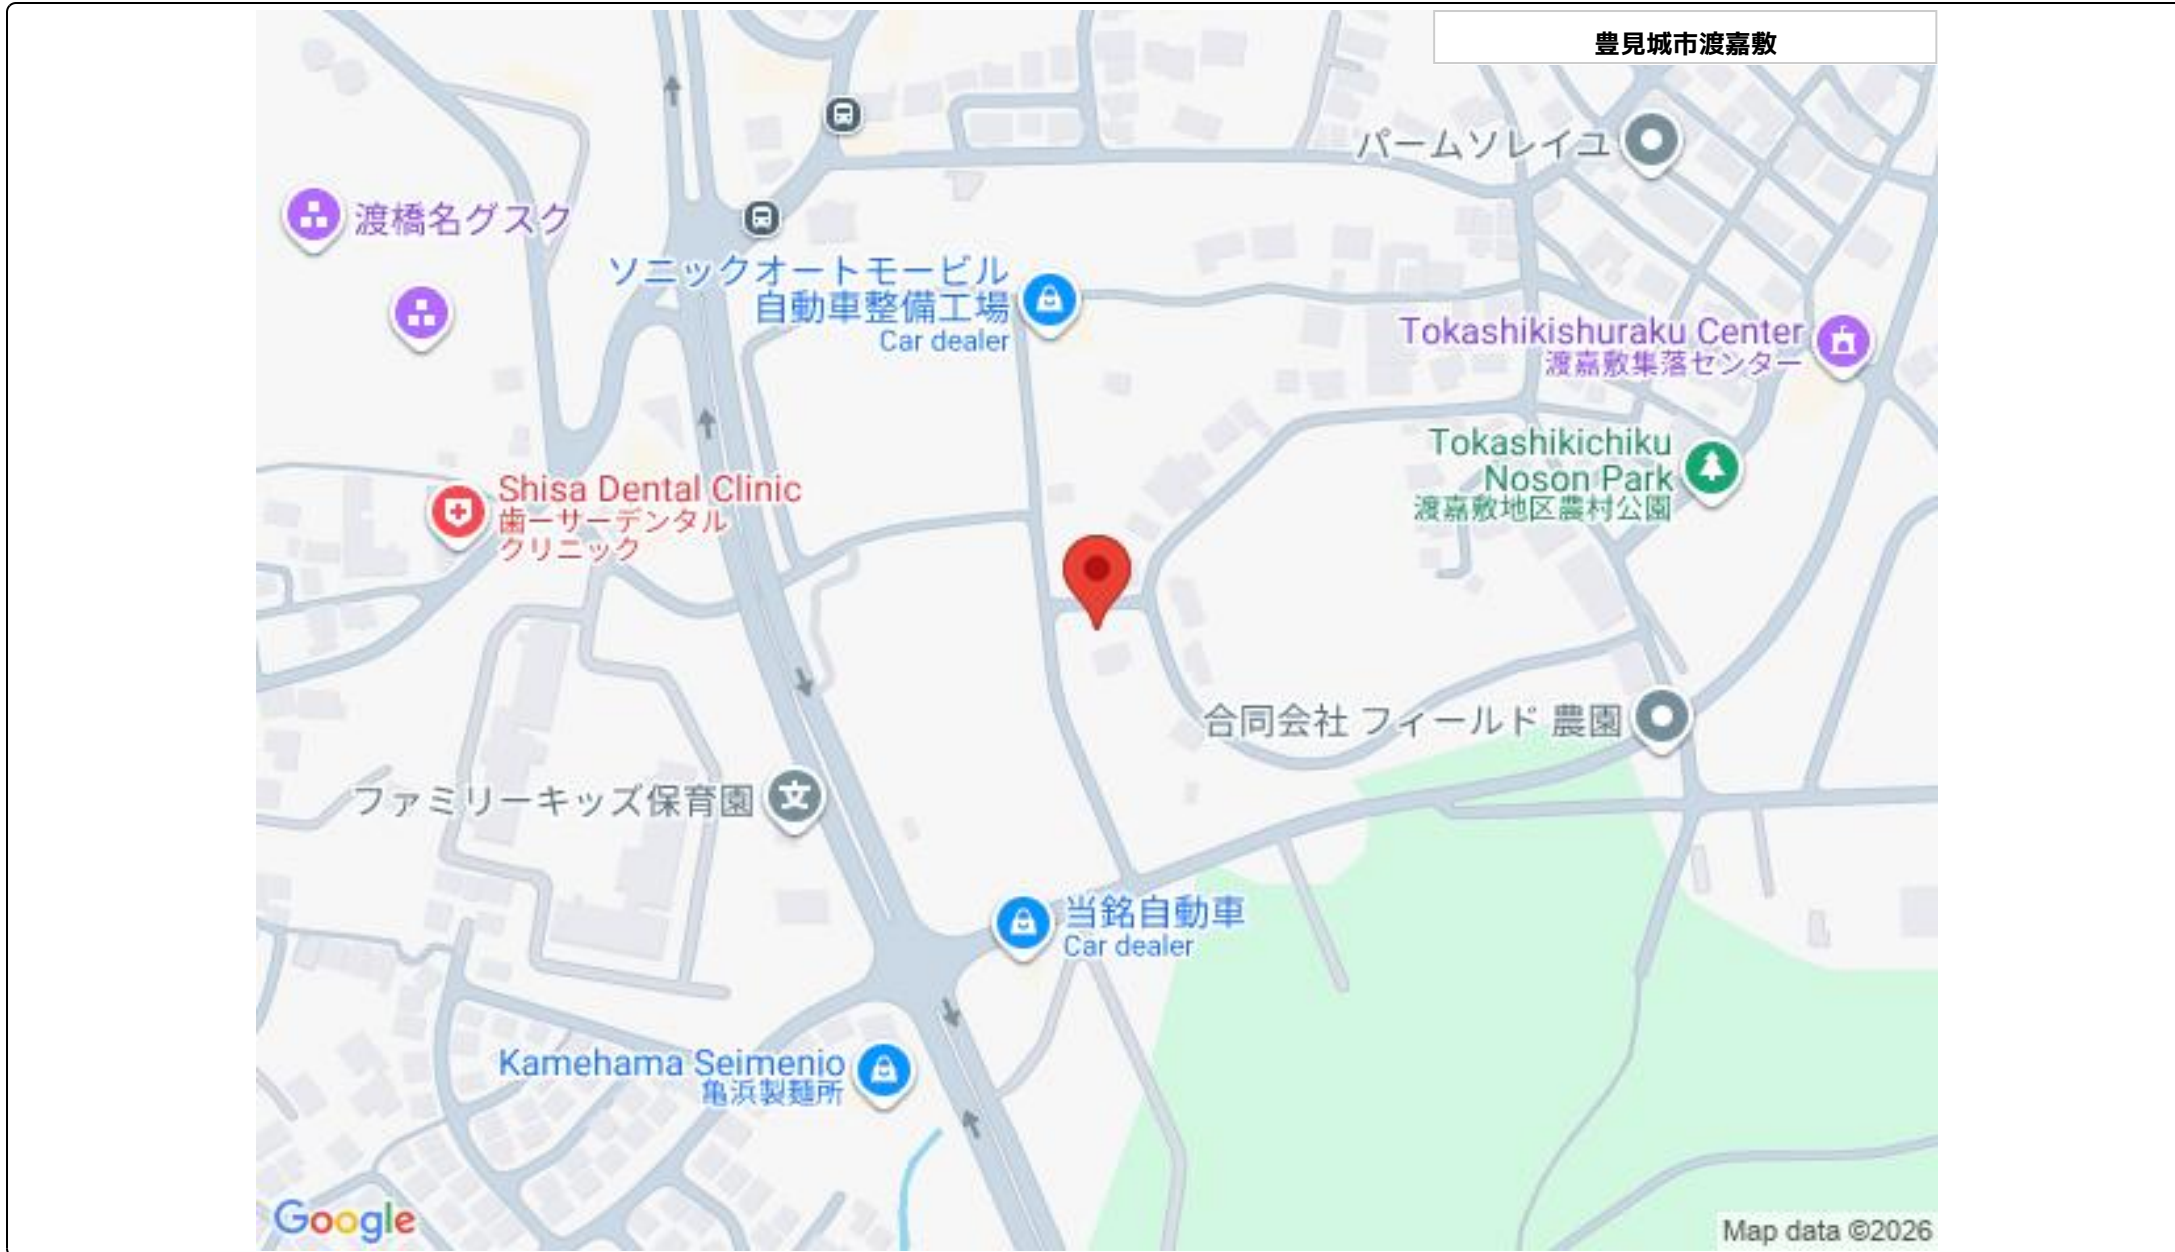 豊見城市渡嘉敷
パームソレイユ
渡橋名グスク
ソニックオートモービル
自動車整備工場
Car dealer
Tokashikishuraku Center
渡嘉敷集落センター
Tokashikichiku
Noson Park
渡嘉敷地区農村公園
Shisa Dental Clinic
歯ーサーデンタル
クリニック
合同会社 フィールド 農園
ファミリーキッズ保育園
文
当銘自動車
Car dealer
Kamehama Seimenjo
亀浜製麺所
Google
Map data ©2026